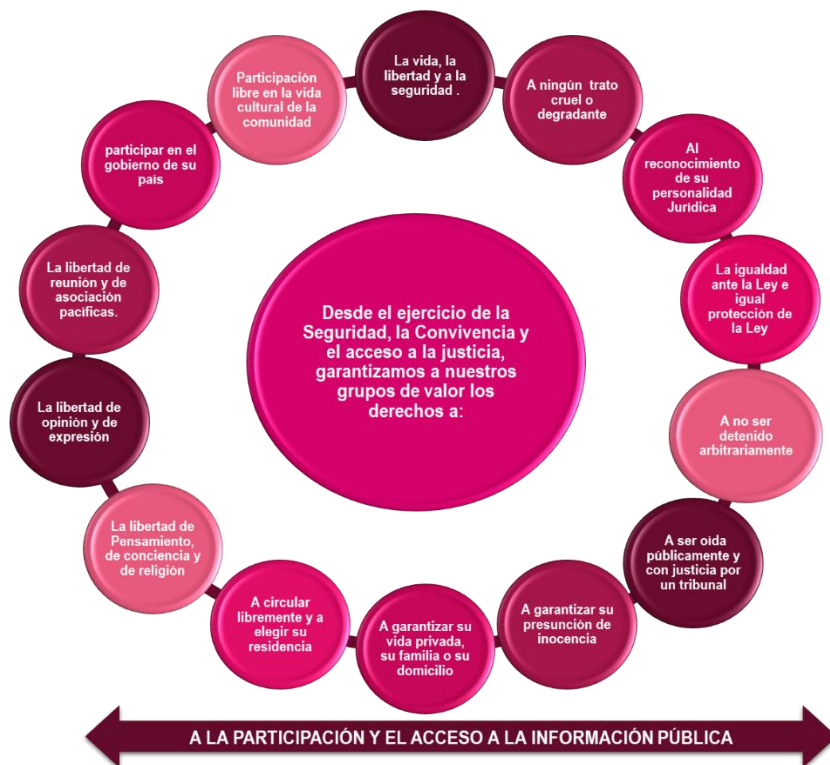 La vida, la
libertad y a la
seguridad .
A ningún trato
cruel o
degradante
Al
reconocimiento
de su
personalidad
Jurídica
La igualdad
ante la Ley e
igual
protección de
la Ley
A no ser
detenido
arbitrariamente
A ser oída
públicamente y
con justicia por
un tribunal
A garantizar su
presunción de
inocencia
A garantizar su
vida privada,
su familia o su
domicilio
A circular
libremente y a
elegir su
residencia
La libertad de
Pensamiento,
de conciencia y
de religión
La libertad de
opinión y de
expresión
La libertad de
reunión y de
asociación
pacíficas.
participar en el
gobierno de su
país
Participación
libre en la vida
cultural de la
comunidad
Desde el ejercicio de la
Seguridad, la Convivencia y
el acceso a la justicia,
garantizamos a nuestros
grupos de valor los
derechos a:
A LA PARTICIPACIÓN Y EL ACCESO A LA INFORMACIÓN PÚBLICA